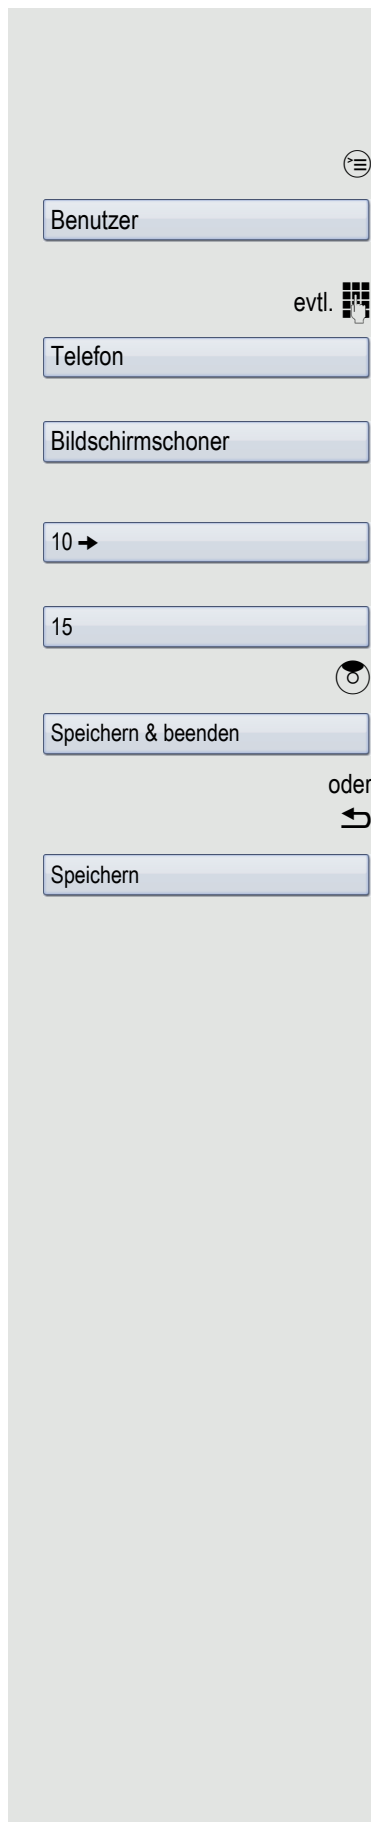 Benutzer
evtl.
Telefon
Bildschirmschoner
10 →
15
Speichern & beenden
oder
Speichern